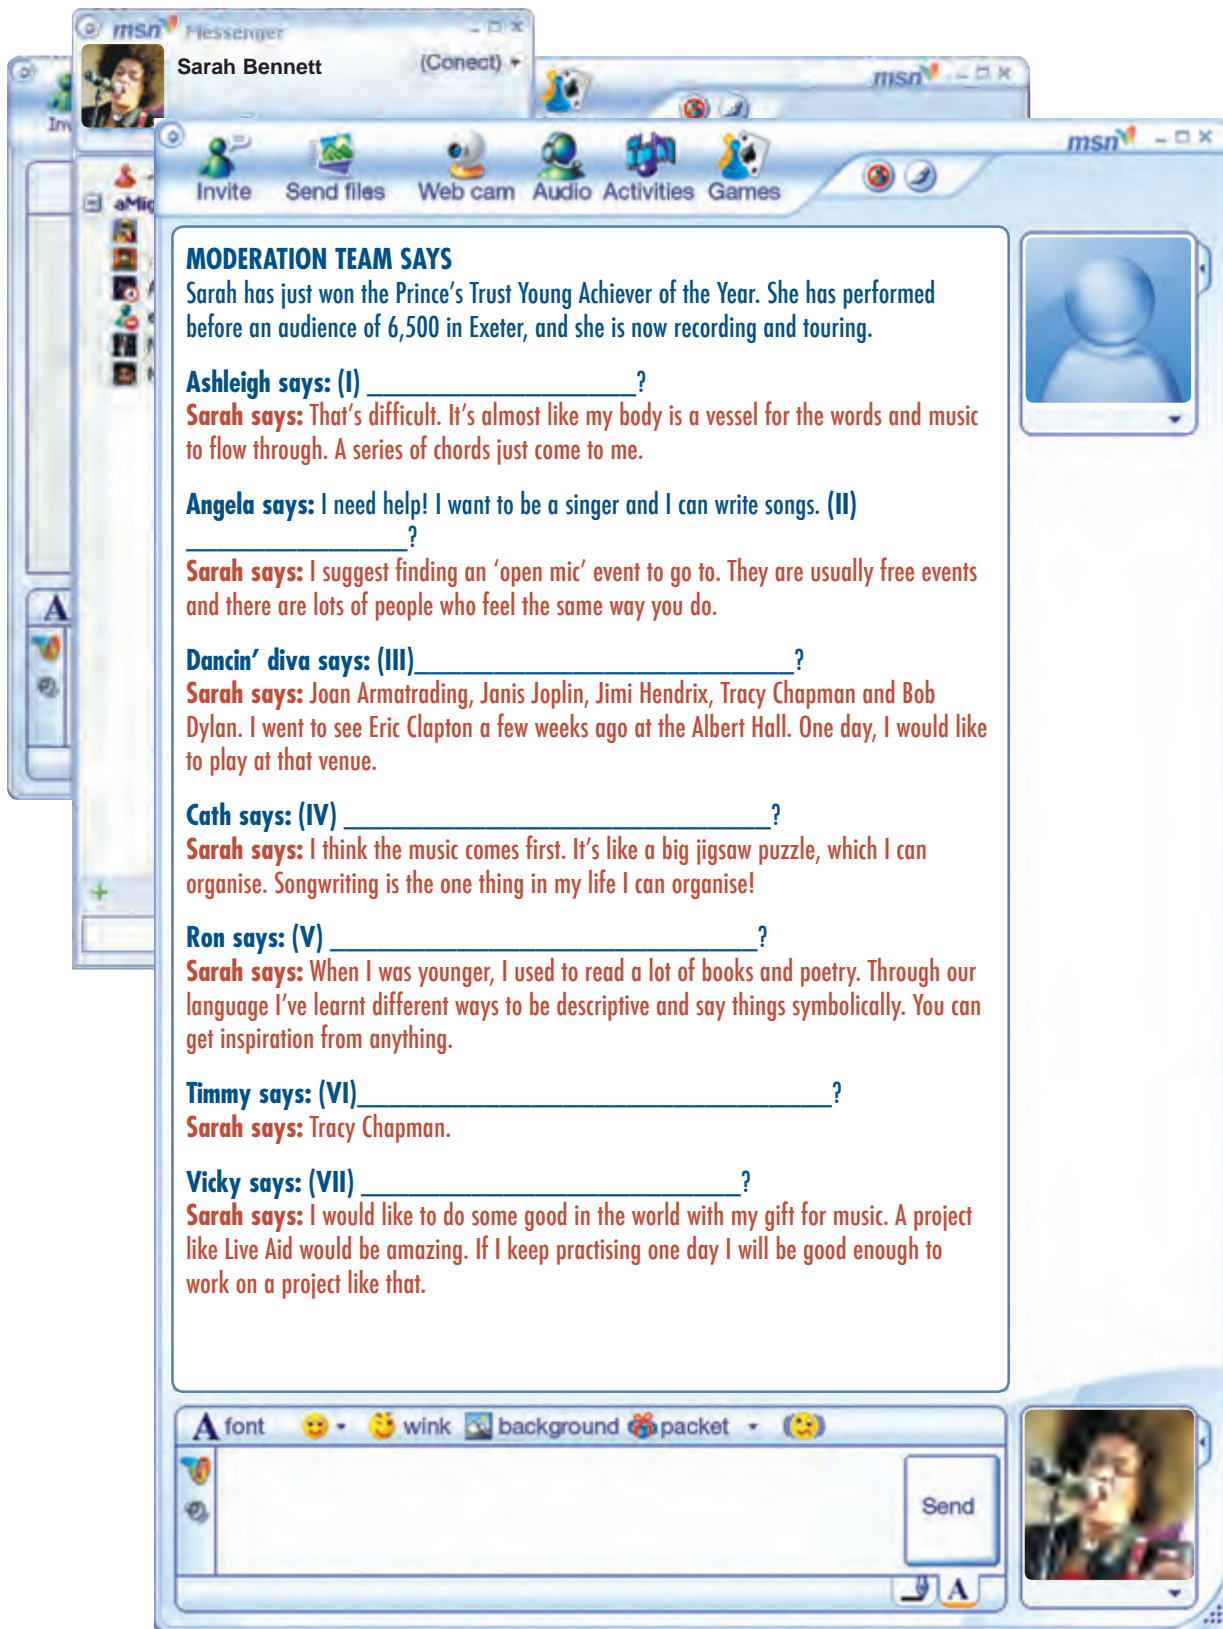 msn Messenger
Sarah Bennett
(Conect)
msn
msn
Invite Send files Web cam Audio Activities Games
MODERATION TEAM SAYS
Sarah has just won the Prince's Trust Young Achiever of the Year. She has performed
before an audience of 6,500 in Exeter, and she is now recording and touring.
Ashleigh says: (I) _________________?
Sarah says: That's difficult. It's almost like my body is a vessel for the words and music
to flow through. A series of chords just come to me.
Angela says: I need help! I want to be a singer and I can write songs. (II)
______________?
Sarah says: I suggest finding an 'open mic' event to go to. They are usually free events
and there are lots of people who feel the same way you do.
Dancin' diva says: (III)________________________?
Sarah says: Joan Armatrading, Janis Joplin, Jimi Hendrix, Tracy Chapman and Bob
Dylan. I went to see Eric Clapton a few weeks ago at the Albert Hall. One day, I would like
to play at that venue.
Cath says: (IV) ___________________________?
Sarah says: I think the music comes first. It's like a big jigsaw puzzle, which I can
organise. Songwriting is the one thing in my life I can organise!
Ron says: (V) ___________________________?
Sarah says: When I was younger, I used to read a lot of books and poetry. Through our
language I've learnt different ways to be descriptive and say things symbolically. You can
get inspiration from anything.
Timmy says: (VI)______________________________?
Sarah says: Tracy Chapman.
Vicky says: (VII) ________________________?
Sarah says: I would like to do some good in the world with my gift for music. A project
like Live Aid would be amazing. If I keep practising one day I will be good enough to
work on a project like that.
A font wink background packet
Send
A